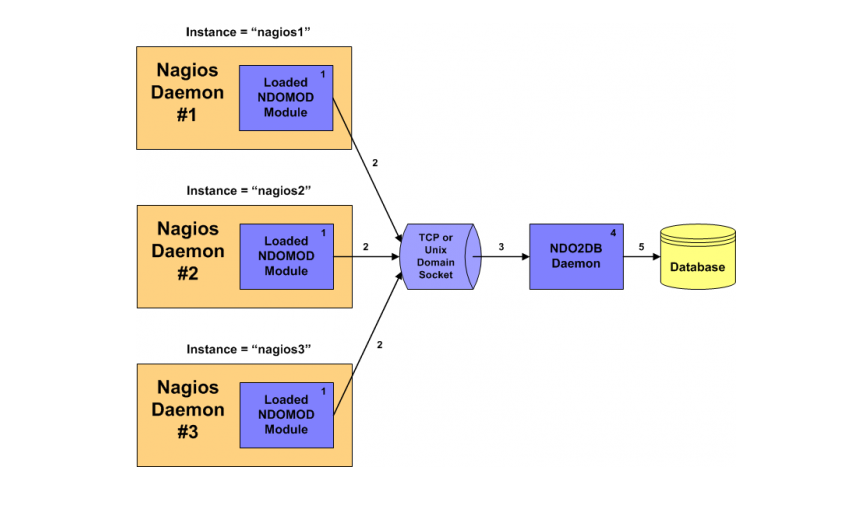 Instance = “nagios1”
Nagios
Daemon
#1
1
Loaded
NDOMOD
Module
2
Instance = “nagios2”
Nagios
Daemon
#2
1
Loaded
NDOMOD
Module
2
TCP or
Unix
Domain
Socket
3
4
NDO2DB
Daemon
5
Database
Instance = “nagios3”
2
Nagios
Daemon
#3
1
Loaded
NDOMOD
Module